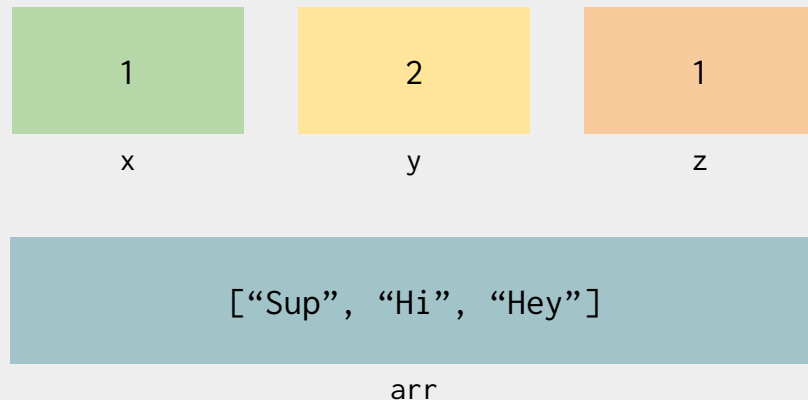 1 2 1
x y z
[“Sup”, “Hi”, “Hey”]
arr